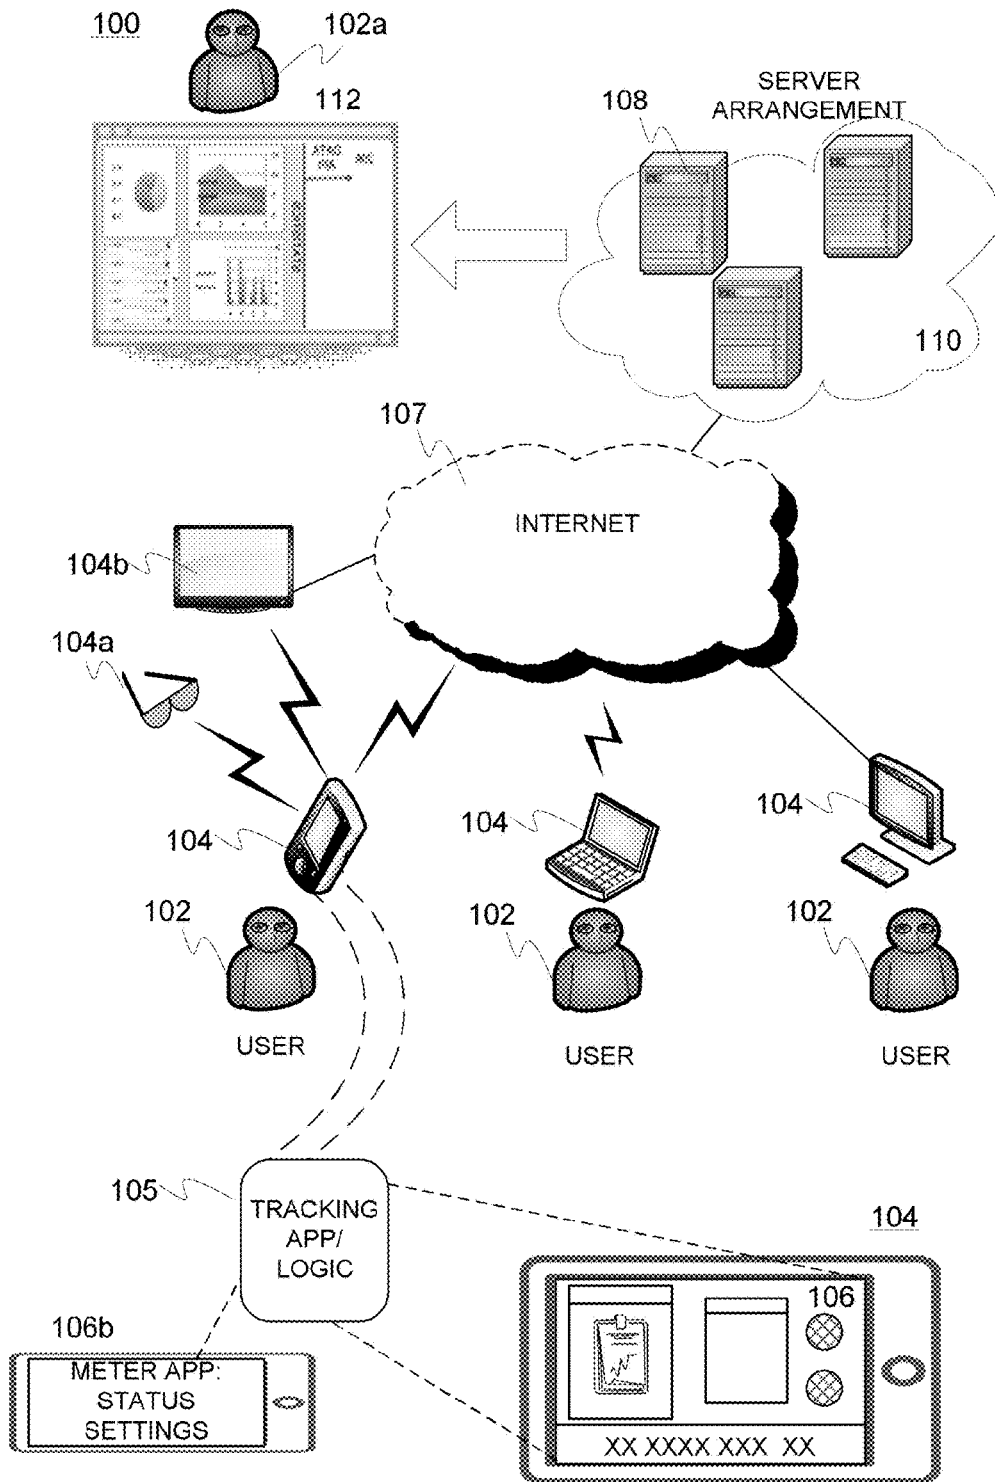 100
102a
112
108
SERVER
ARRANGEMENT
110
107
INTERNET
104b
104a
104
104
104
102
102
102
USER
USER
USER
105
TRACKING
APP/
LOGIC
104
106
106b
METER APP:
STATUS
SETTINGS
XX XXXX XXX XX